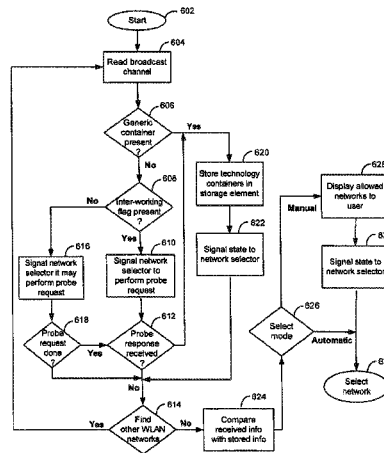 Start
602
604
Read broadcast
channel
606
Generic
container
present
?
Yes
No
608
Inter-working
flag present
?
No
Yes
620
Store technology
containers in
storage element
622
Signal state to
network selector
616
Signal network
selector it may
perform probe
request
610
Signal network
selector to
perform probe
request
618
Probe
request
done
?
Yes
612
Probe
response
received
?
No
614
Find
other WLAN
networks
Yes
No
624
Compare
received info
with stored info
626
Select
mode
Manual
Automatic
Display allowed
networks to
user
Signal state to
network selector
Select
network